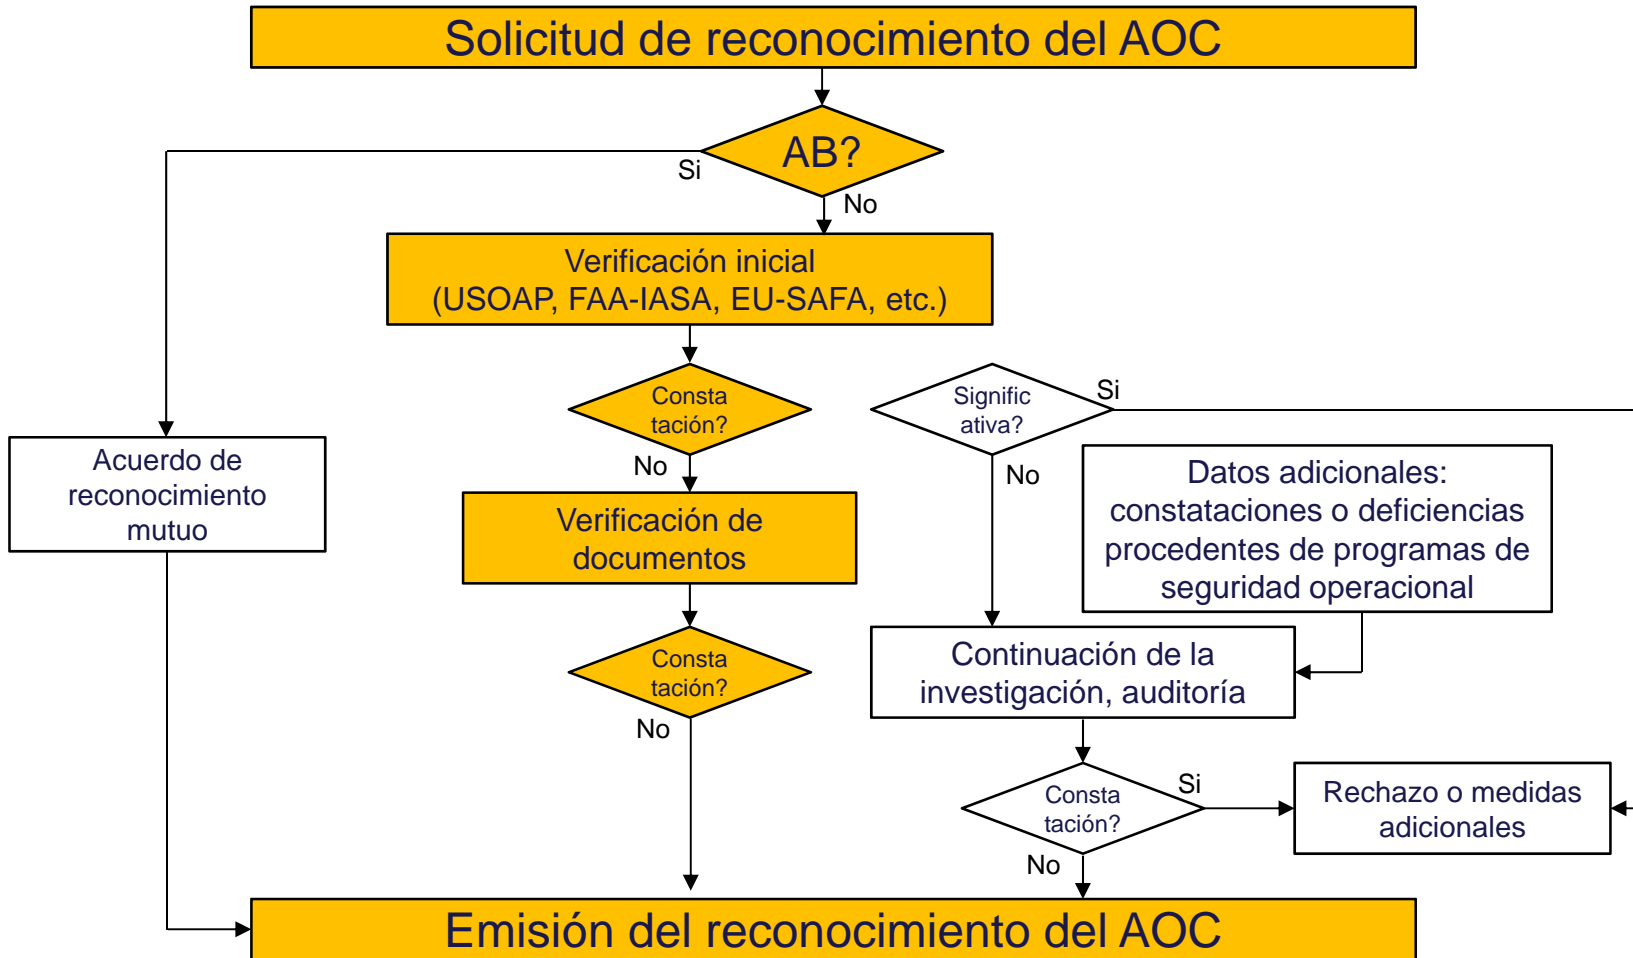 Solicitud de reconocimiento del AOC
AB?
Si
No
Verificación inicial
(USOAP, FAA-IASA, EU-SAFA, etc.)
Consta
tación?
No
Signific
ativa?
Si
No
Acuerdo de
reconocimiento
mutuo
Verificación de
documentos
Datos adicionales:
constataciones o deficiencias
procedentes de programas de
seguridad operacional
Consta
tación?
No
Continuación de la
investigación, auditoría
Consta
tación?
Si
No
Rechazo o medidas
adicionales
Emisión del reconocimiento del AOC